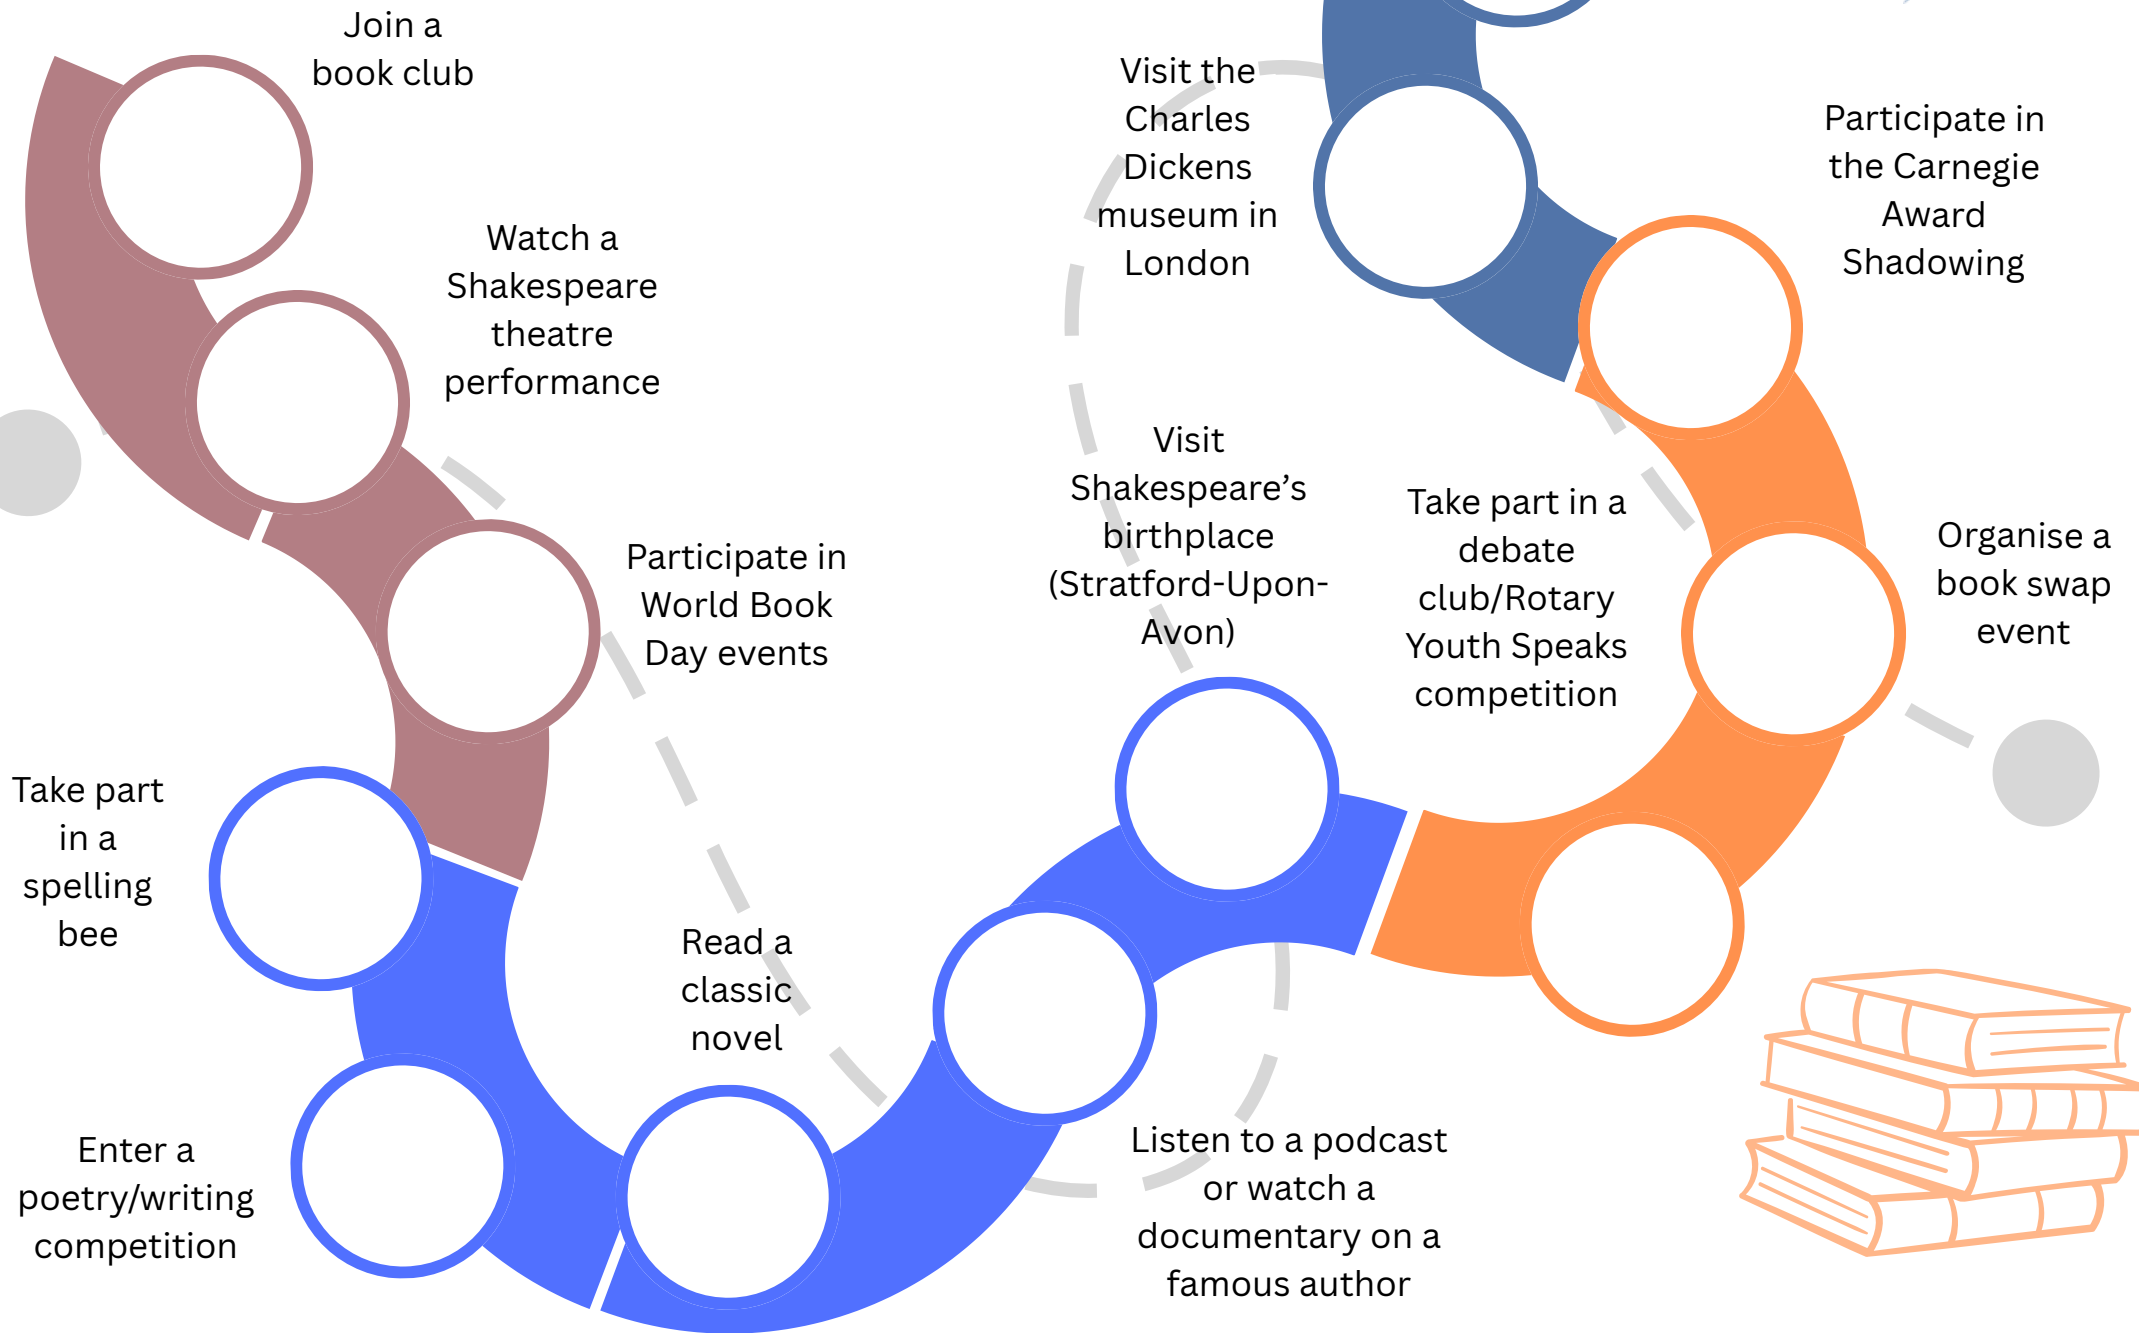 Join a
book club
Watch a
Shakespeare
theatre
performance
Participate in
World Book
Day events
Take part
in a
spelling
bee
Enter a
poetry/writing
competition
Read a
classic
novel
Listen to a podcast
or watch a
documentary on a
famous author
Visit
Shakespeare’s
birthplace
(Stratford-Upon-
Avon)
Take part in a
debate
club/Rotary
Youth Speaks
competition
Organise a
book swap
event
Participate in
the Carnegie
Award
Shadowing
Visit the
Charles
Dickens
museum in
London